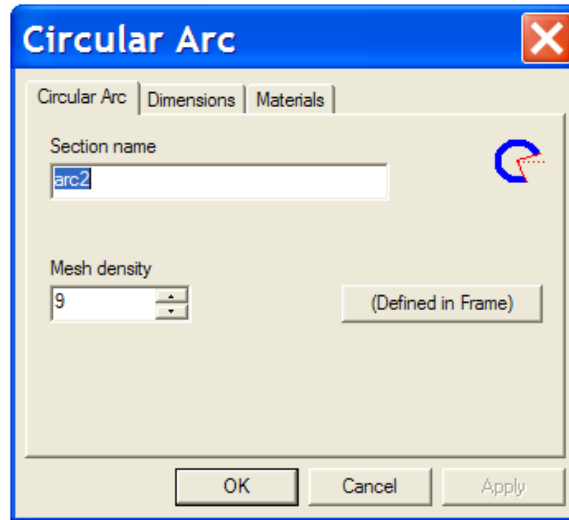 Circular Arc
Circular Arc Dimensions Materials
Section name
arc2
Mesh density
9
(Defined in Frame)
OK Cancel Apply